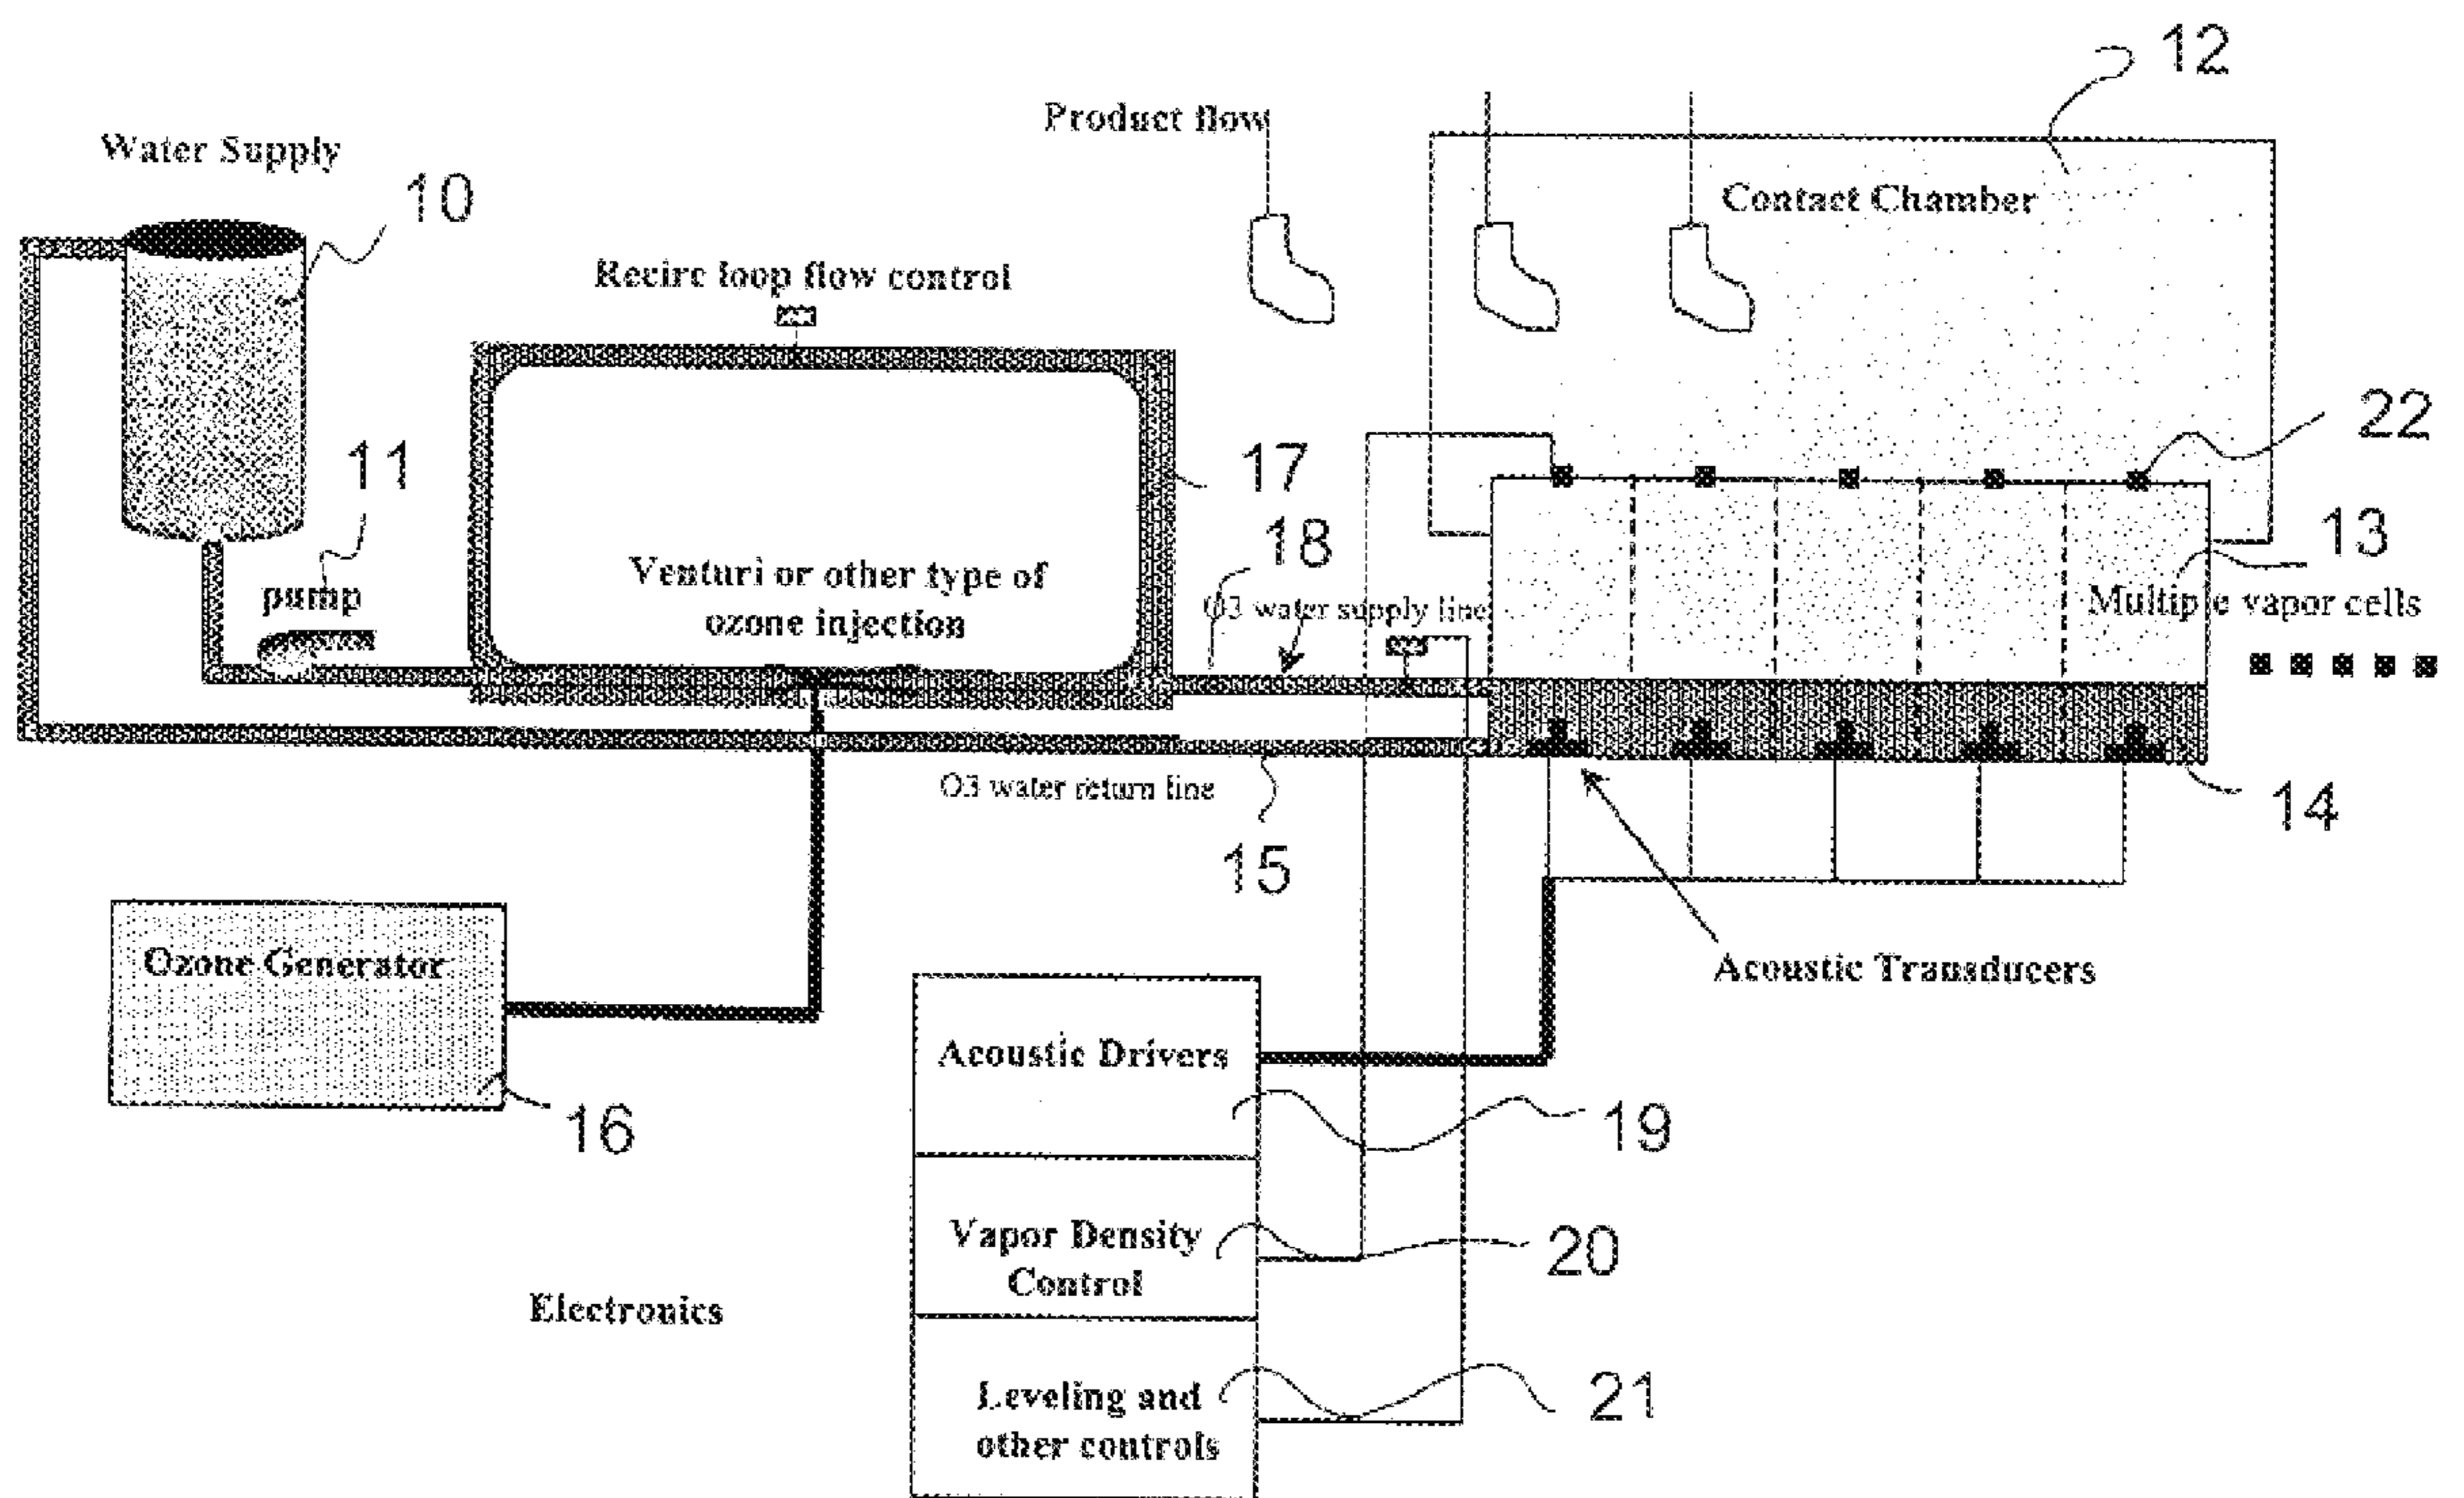 12
Product flow
Water Supply
10
Contact Chamber
Recirc loop flow control
22
11
17
13
18
pump
Venturi or other type of
ozone injection
O3 water supply line
Multiple vapor cells
O3 water return line
14
15
Ozone Generator
Acoustic Transducers
Acoustic Drivers
16
19
Vapor Density
Control
20
Electronics
Leveling and
other controls
21